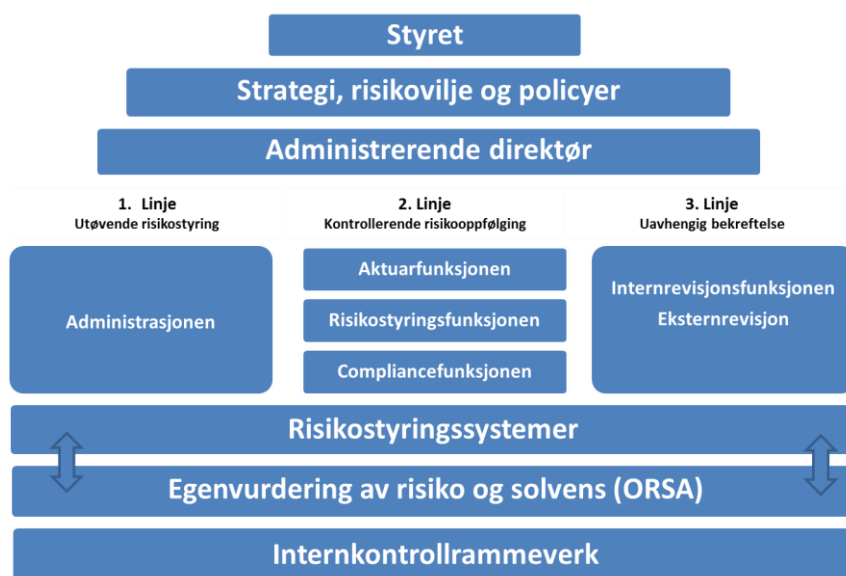 Styret
Strategi, risikovilje og policyer
Administrerende direktør
1. Linje
Utøvende risikostyring
2. Linje
Kontrollerende risikooppfølging
3. Linje
Uavhengig bekreftelse
Administrasjonen
Aktuarfunksjonen
Risikostyringsfunksjonen
Compliancefunksjonen
Internrevisjonsfunksjonen
Eksternrevisjon
Risikostyringssystemer
Egenvurdering av risiko og solvens (ORSA)
Internkontrollrammeverk